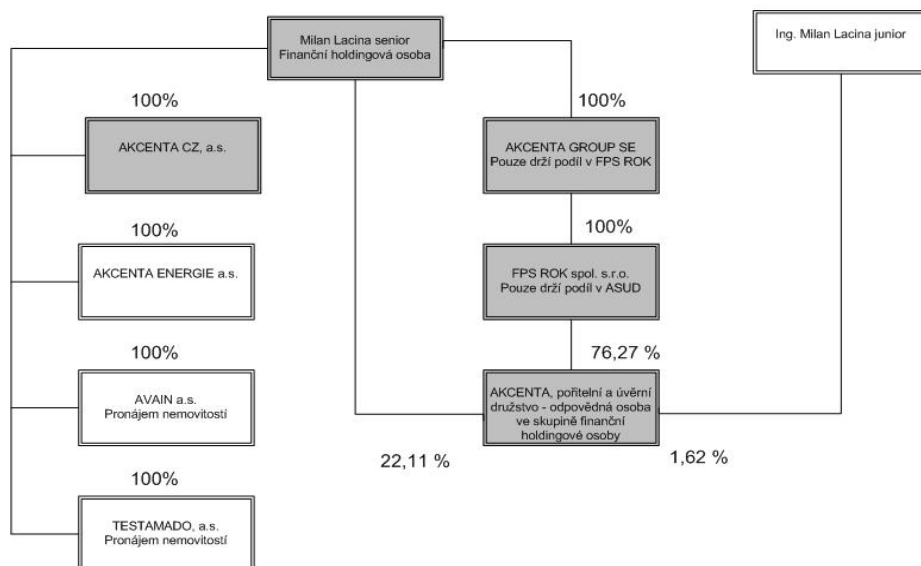 Milan Lacina senior
Finanční holdingová osoba
Ing. Milan Lacina junior
100%
AKCENTA CZ, a.s.
100%
AKCENTA GROUP SE
Pouze drží podíl v FPS ROK
100%
AKCENTA ENERGIE a.s.
100%
FPS ROK spol. s.r.o.
Pouze drží podíl v ASUD
100%
AVAIN a.s.
Pronájem nemovitostí
76,27 %
AKCENTA, pořitelní a úvěrní
družstvo - odpovědná osoba
ve skupině finanční
holdingové osoby
22,11 %
1,62 %
100%
TESTAMADO, a.s.
Pronájem nemovitostí